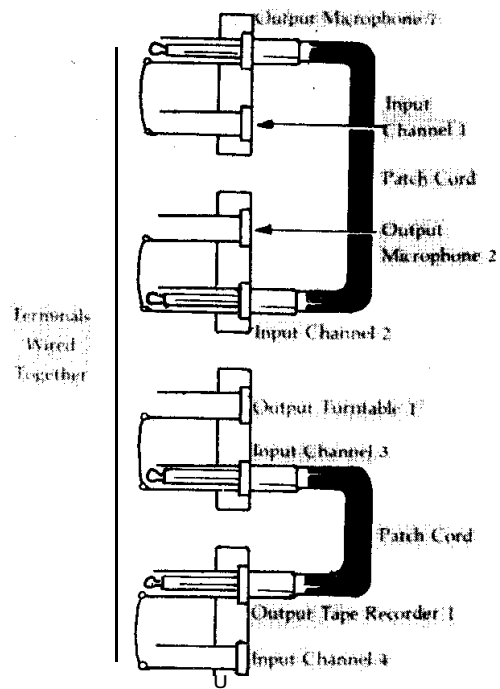 Output Microphone
Input
Channel 1
Patch Cord
Output
Microphone 2
Terminals
Wired
Together
Input Channel 2
Output Turntable 1
Input Channel 3
Patch Cord
Output Tape Recorder 1
Input Channel 4